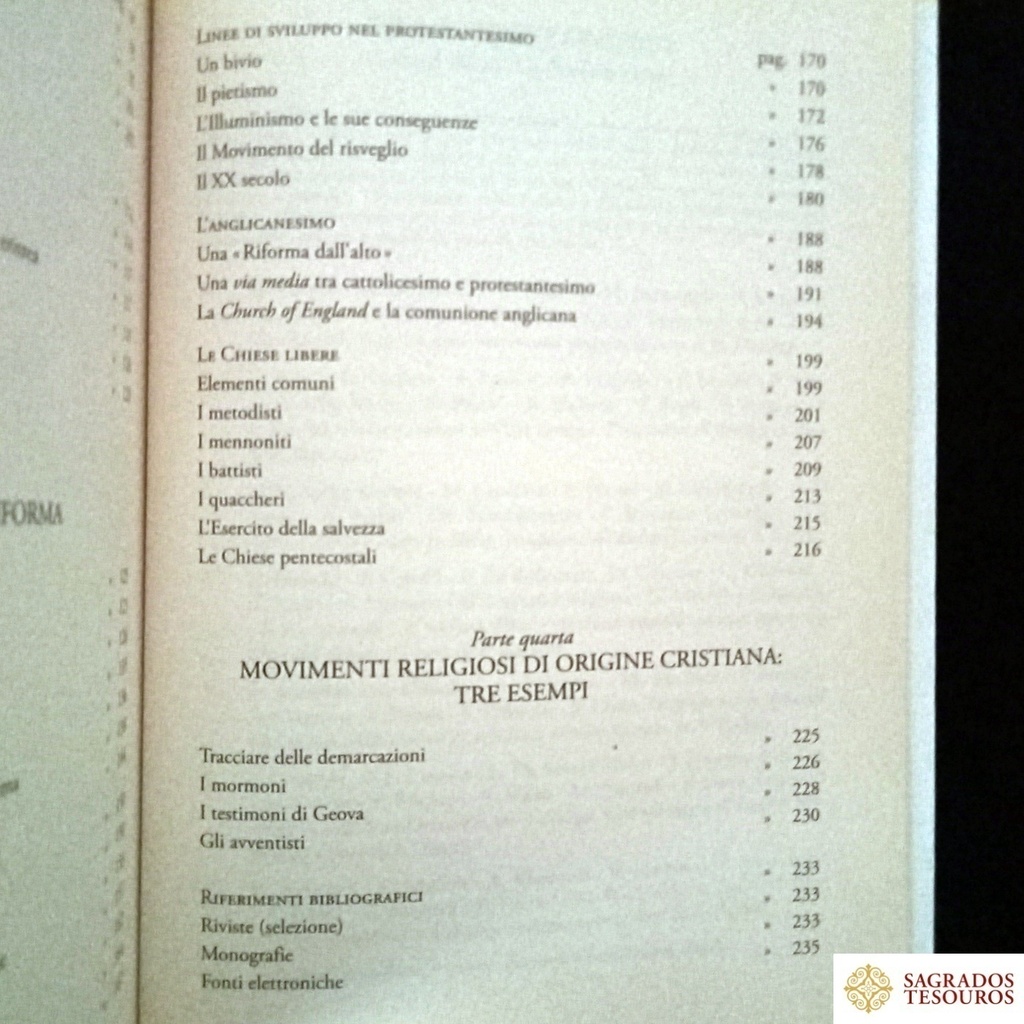 LINEE DI SVILUPPO NEL PROTESTANTESIMO pag. 170
Un bivio » 170
Il pietismo » 172
L'Illuminismo e le sue conseguenze » 176
Il Movimento del risveglio » 178
Il XX secolo » 180
L'ANGLICANESIMO » 188
Una «Riforma dall'alto» » 188
Una via media tra cattolicesimo e protestantesimo » 191
La Church of England e la comunione anglicana » 194
LE CHIESE LIBERE » 199
Elementi comuni » 199
I metodisti » 201
I mennoniti » 207
I battisti » 209
I quaccheri » 213
L'Esercito della salvezza » 215
Le Chiese pentecostali » 216
Parte quarta
MOVIMENTI RELIGIOSI DI ORIGINE CRISTIANA:
TRE ESEMPI
Tracciare delle demarcazioni » 225
I mormoni » 226
I testimoni di Geova » 228
Gli avventisti » 230
RIFERIMENTI BIBLIOGRAFICI » 233
Riviste (selezione) » 233
Monografie » 233
Fonti elettroniche » 235
FORMA
SAGRADOS
TESOUROS